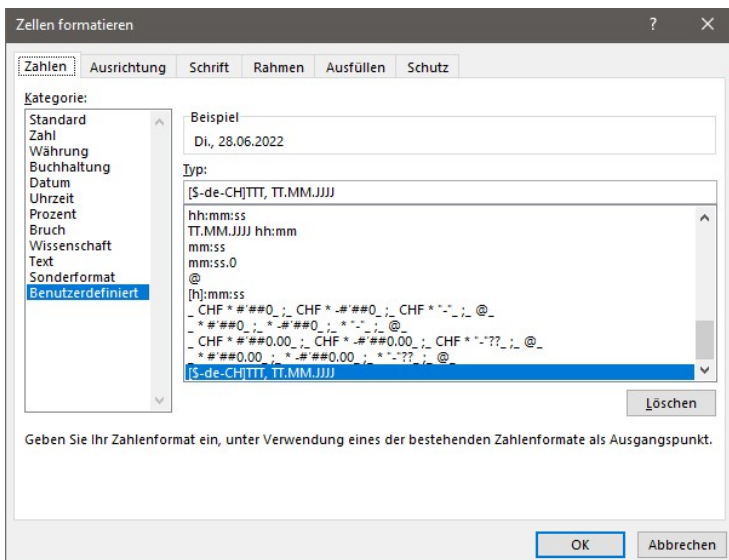 Zellen formatieren ? ×
Zahlen Ausrichtung Schrift Rahmen Ausfüllen Schutz
Kategorie:
Standard
Zahl
Währung
Buchhaltung
Datum
Uhrzeit
Prozent
Bruch
Wissenschaft
Text
Sonderformat
Benutzerdefiniert
Beispiel
Di., 28.06.2022
Typ:
[$-de-CH]TTT, TT.MM.JJJJ
hh:mm:ss
TT.MM.JJJJ hh:mm
mm:ss
mm:ss.0
@
[h]:mm:ss
_ CHF * #'##0_ ;_ CHF * -#'##0_ ;_ CHF * "-"_ ;_ @_
_ * #'##0_ ;_ * -#'##0_ ;_ * "-"_ ;_ @_
_ CHF * #'##0.00_ ;_ CHF * -#'##0.00_ ;_ CHF * "-"??_ ;_ @_
_ * #'##0.00_ ;_ * -#'##0.00_ ;_ * "-"??_ ;_ @_
[$-de-CH]TTT, TT.MM.JJJJ
Löschen
Geben Sie Ihr Zahlenformat ein, unter Verwendung eines der bestehenden Zahlenformate als Ausgangspunkt.
OK Abbrechen